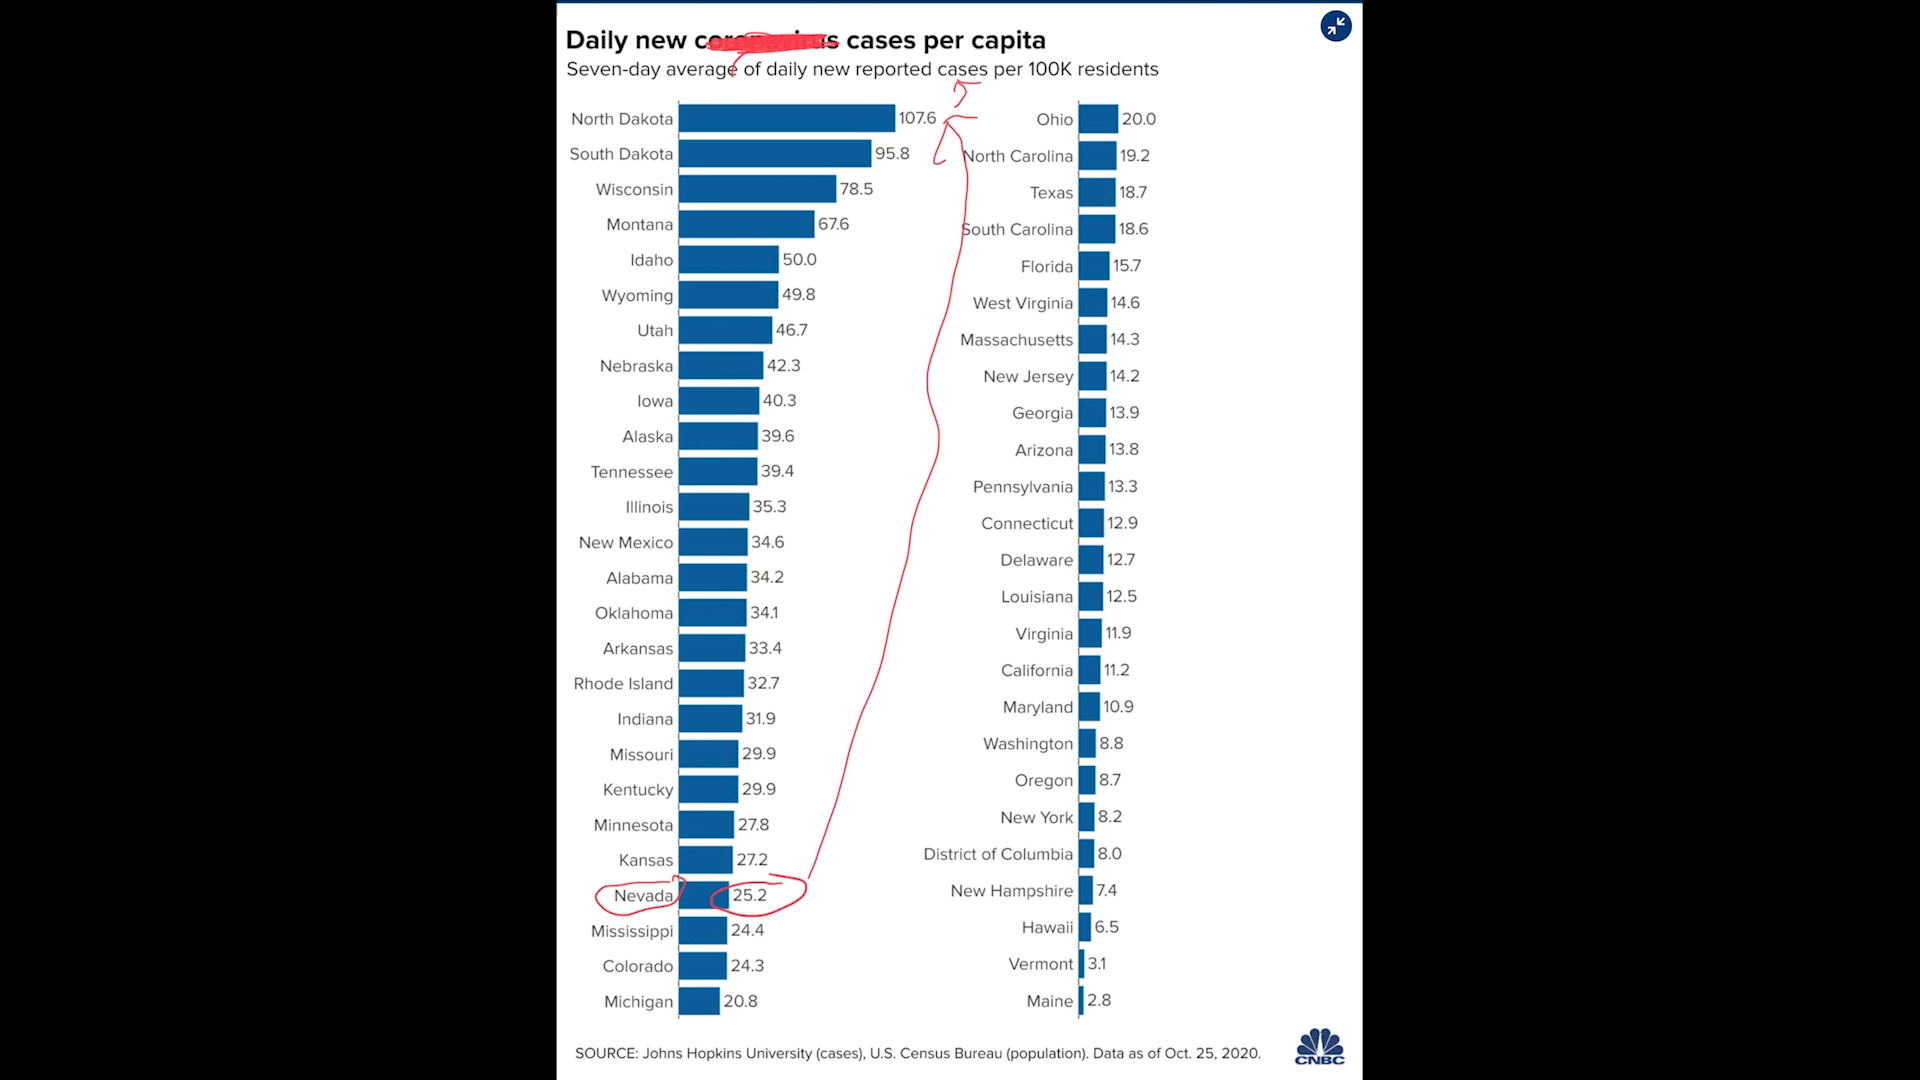 Daily new coronavirus cases per capita
Seven-day average of daily new reported cases per 100K residents
North Dakota 107.6
South Dakota 95.8
Wisconsin 78.5
Montana 67.6
Idaho 50.0
Wyoming 49.8
Utah 46.7
Nebraska 42.3
Iowa 40.3
Alaska 39.6
Tennessee 39.4
Illinois 35.3
New Mexico 34.6
Alabama 34.2
Oklahoma 34.1
Arkansas 33.4
Rhode Island 32.7
Indiana 31.9
Missouri 29.9
Kentucky 29.9
Minnesota 27.8
Kansas 27.2
Nevada 25.2
Mississippi 24.4
Colorado 24.3
Michigan 20.8
Ohio 20.0
North Carolina 19.2
Texas 18.7
South Carolina 18.6
Florida 15.7
West Virginia 14.6
Massachusetts 14.3
New Jersey 14.2
Georgia 13.9
Arizona 13.8
Pennsylvania 13.3
Connecticut 12.9
Delaware 12.7
Louisiana 12.5
Virginia 11.9
California 11.2
Maryland 10.9
Washington 8.8
Oregon 8.7
New York 8.2
District of Columbia 8.0
New Hampshire 7.4
Hawaii 6.5
Vermont 3.1
Maine 2.8
SOURCE: Johns Hopkins University (cases), U.S. Census Bureau (population). Data as of Oct. 25, 2020.
CNBC